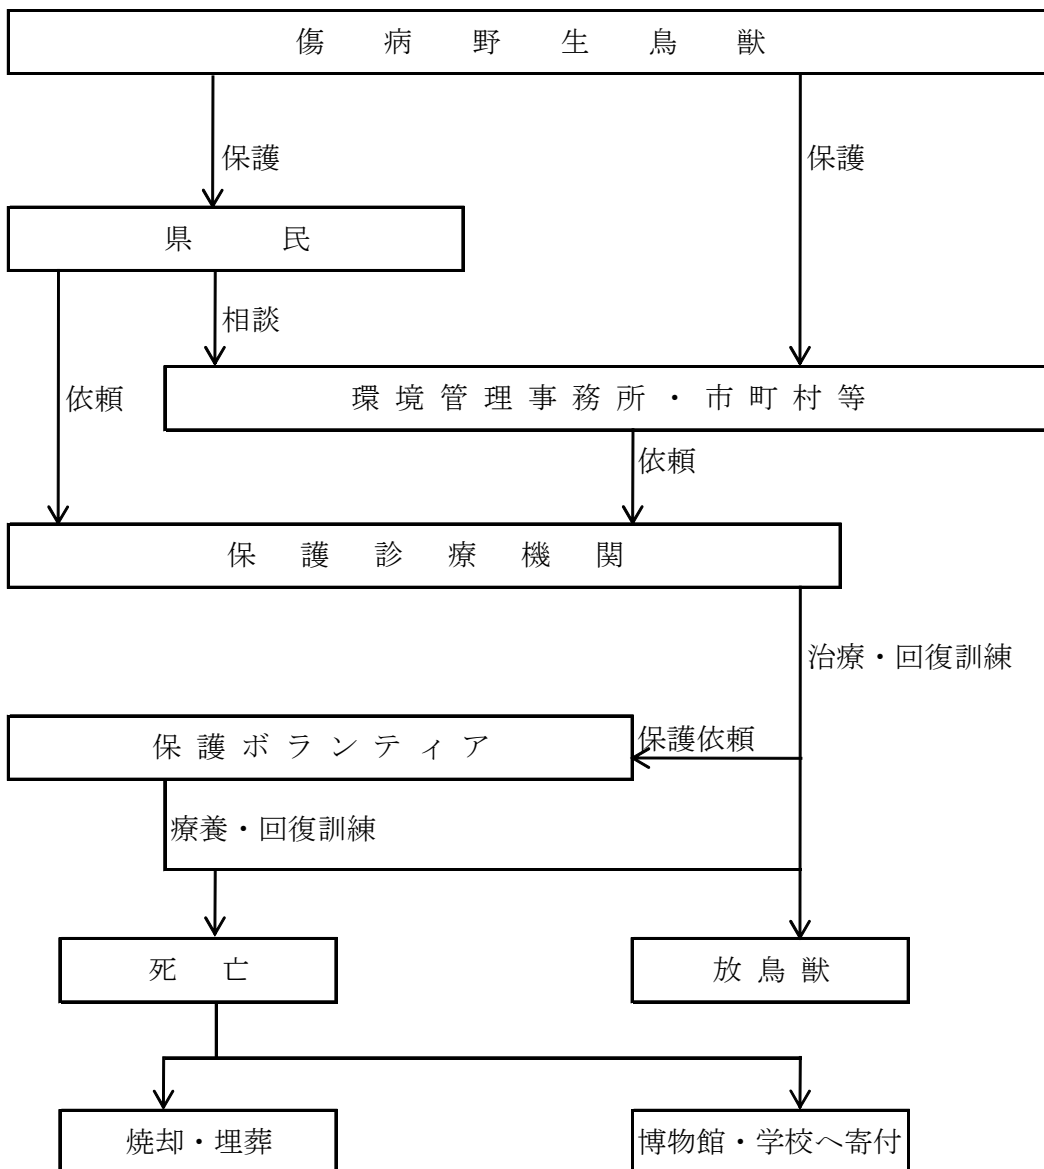 傷病野生鳥獣
保護
保護
県民
相談
依頼
環境管理事務所・市町村等
依頼
保護診療機関
治療・回復訓練
保護ボランティア
保護依頼
療養・回復訓練
死亡
放鳥獣
焼却・埋葬
博物館・学校へ寄付